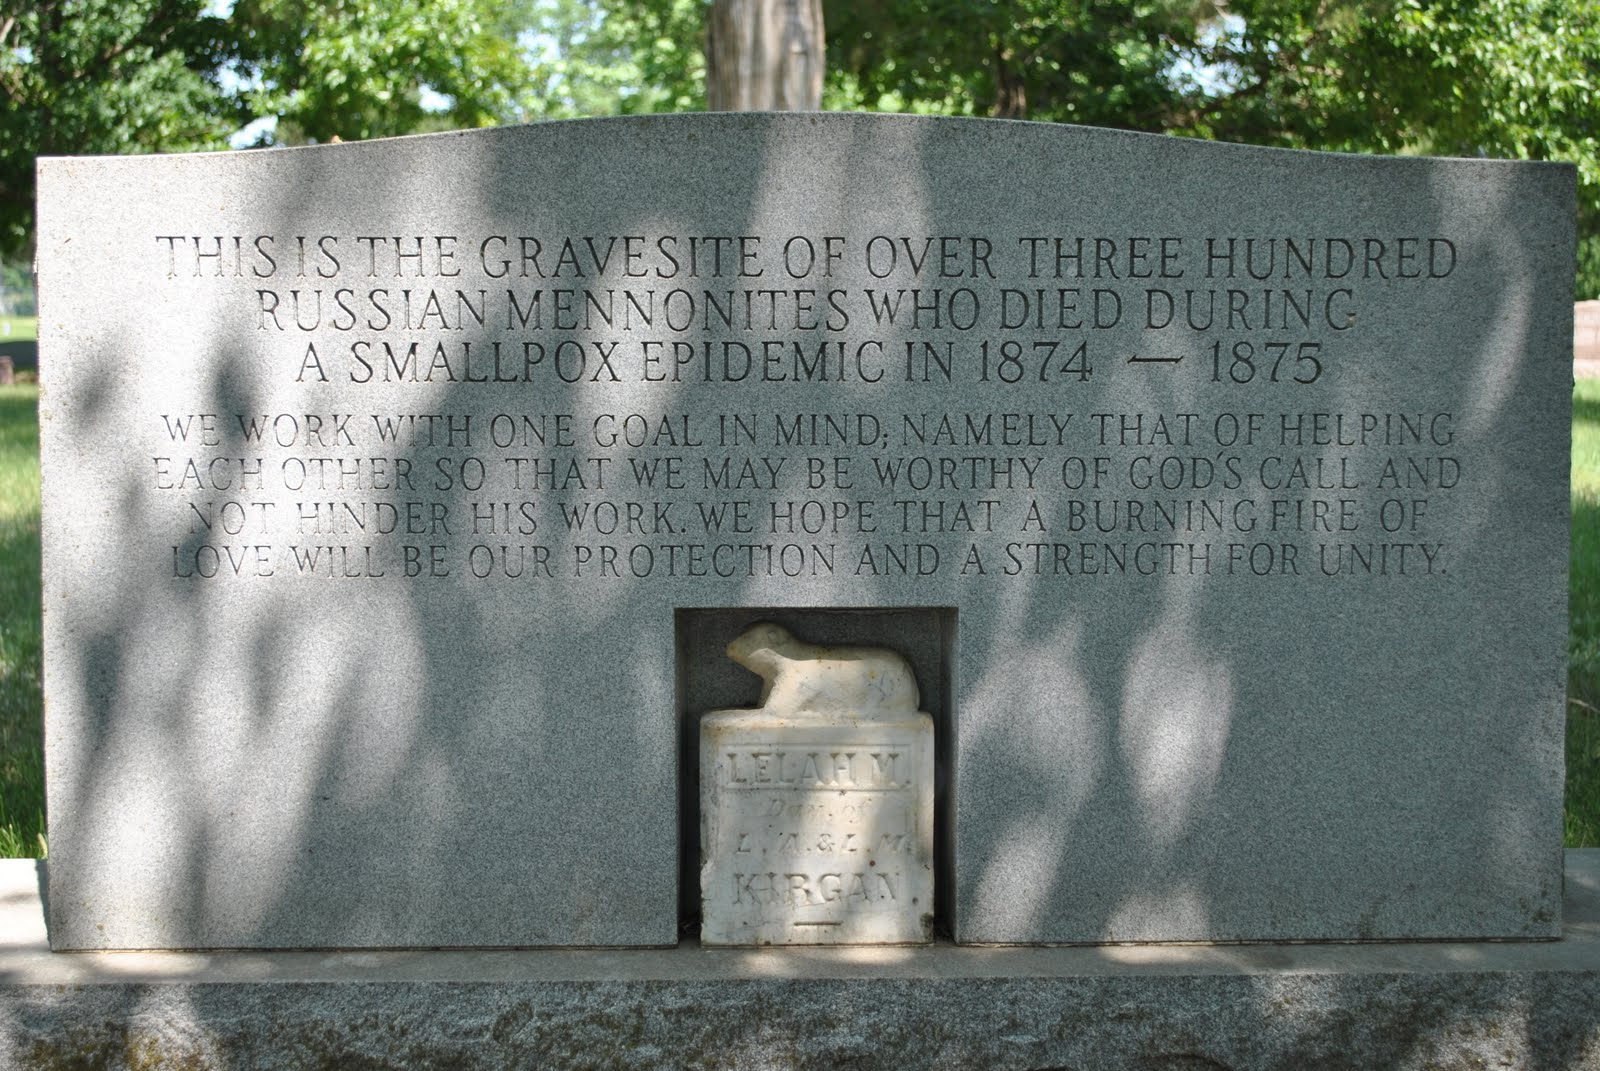 THIS IS THE GRAVESITE OF OVER THREE HUNDRED
RUSSIAN MENNONITES WHO DIED DURING
A SMALLPOX EPIDEMIC IN 1874 — 1875
WE WORK WITH ONE GOAL IN MIND; NAMELY THAT OF HELPING
EACH OTHER SO THAT WE MAY BE WORTHY OF GOD'S CALL AND
NOT HINDER HIS WORK. WE HOPE THAT A BURNING FIRE OF
LOVE WILL BE OUR PROTECTION AND A STRENGTH FOR UNITY.
LELAH M.
Dau. of
L. A. & L. M.
KIRGAN